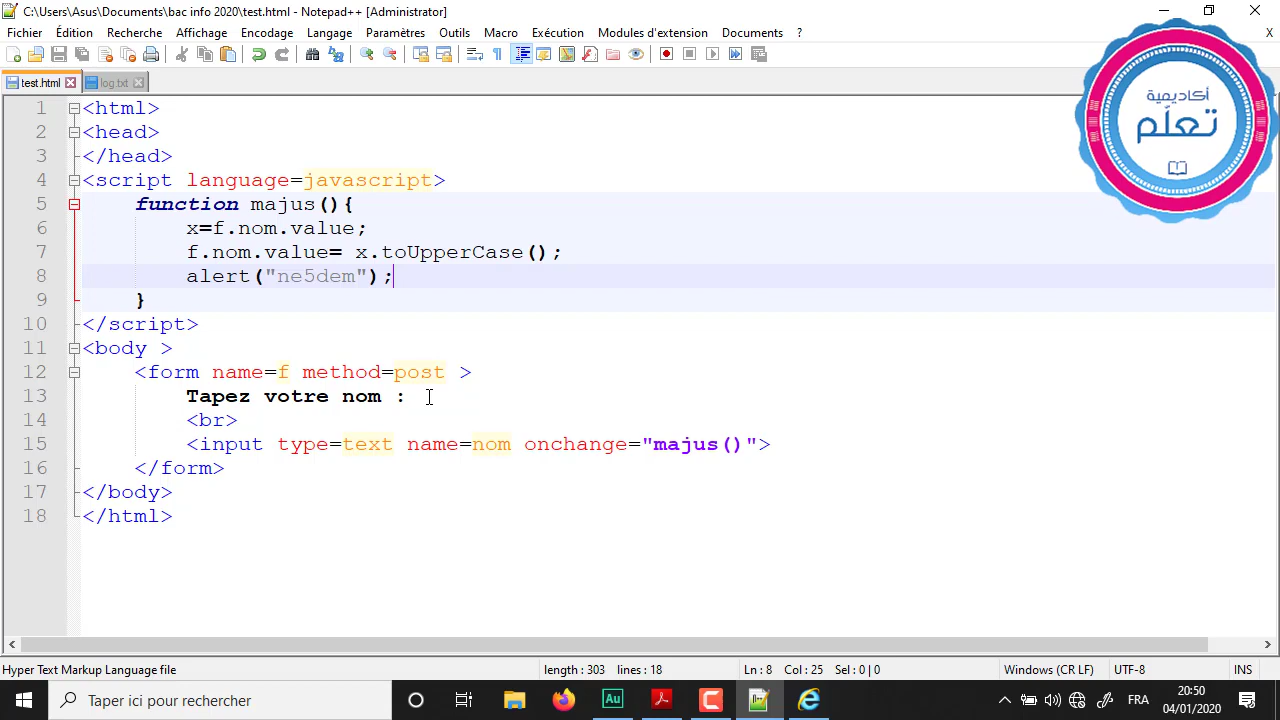 C:\Users\Asus\Documents\bac info 2020\test.html - Notepad++ [Administrator]
Fichier Édition Recherche Affichage Encodage Langage Paramètres Outils Macro Exécution Modules d'extension Documents ? X
test.html log.txt
1 <html>
2 <head>
3 </head>
4 <script language=javascript>
5 function majus(){
6 x=f.nom.value;
7 f.nom.value= x.toUpperCase();
8 alert("ne5dem");
9 }
10 </script>
11 <body >
12 <form name=f method=post >
13 Tapez votre nom :
14 <br>
15 <input type=text name=nom onchange="majus()">
16 </form>
17 </body>
18 </html>
أكاديمية
تعلّم
Hyper Text Markup Language file length : 303 lines : 18 Ln : 8 Col : 25 Sel : 0 | 0 Windows (CR LF) UTF-8 INS
Taper ici pour rechercher
Au
FRA
20:50
04/01/2020